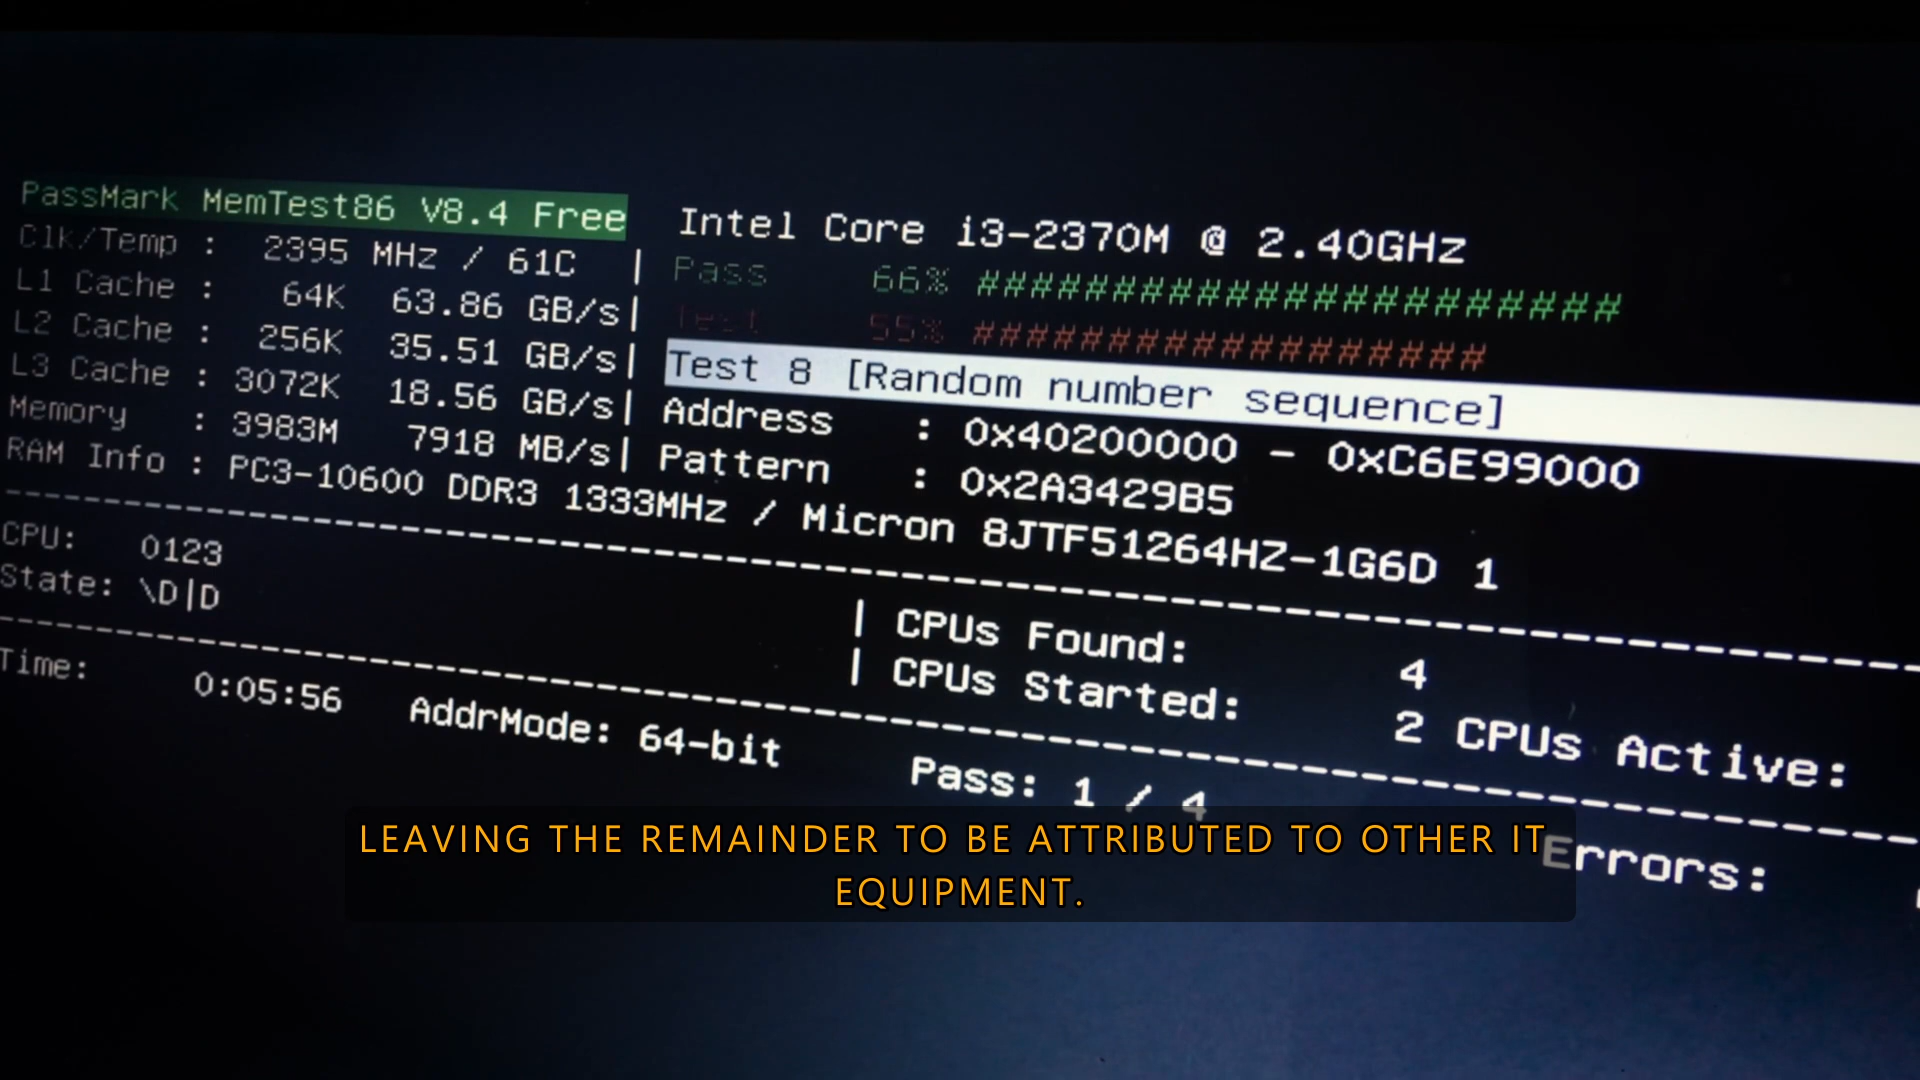 PassMark MemTest86 V8.4 Free
Intel Core i3-2370M @ 2.40GHz
Clk/Temp : 2395 MHz / 61C | Pass 66% ########################
L1 Cache : 64K 63.86 GB/s| Test 55% ###################
L2 Cache : 256K 35.51 GB/s| Test 8 [Random number sequence]
L3 Cache : 3072K 18.56 GB/s| Address : 0x40200000 - 0xC6E99000
Memory : 3983M 7918 MB/s| Pattern : 0x2A3429B5
RAM Info : PC3-10600 DDR3 1333MHz / Micron 8JTF51264HZ-1G6D 1
CPU: 0123 | CPUs Found: 4
State: \D|D | CPUs Started: 2 CPUs Active:
Time: 0:05:56 AddrMode: 64-bit Pass: 1 / 4 Errors:
LEAVING THE REMAINDER TO BE ATTRIBUTED TO OTHER IT
EQUIPMENT.